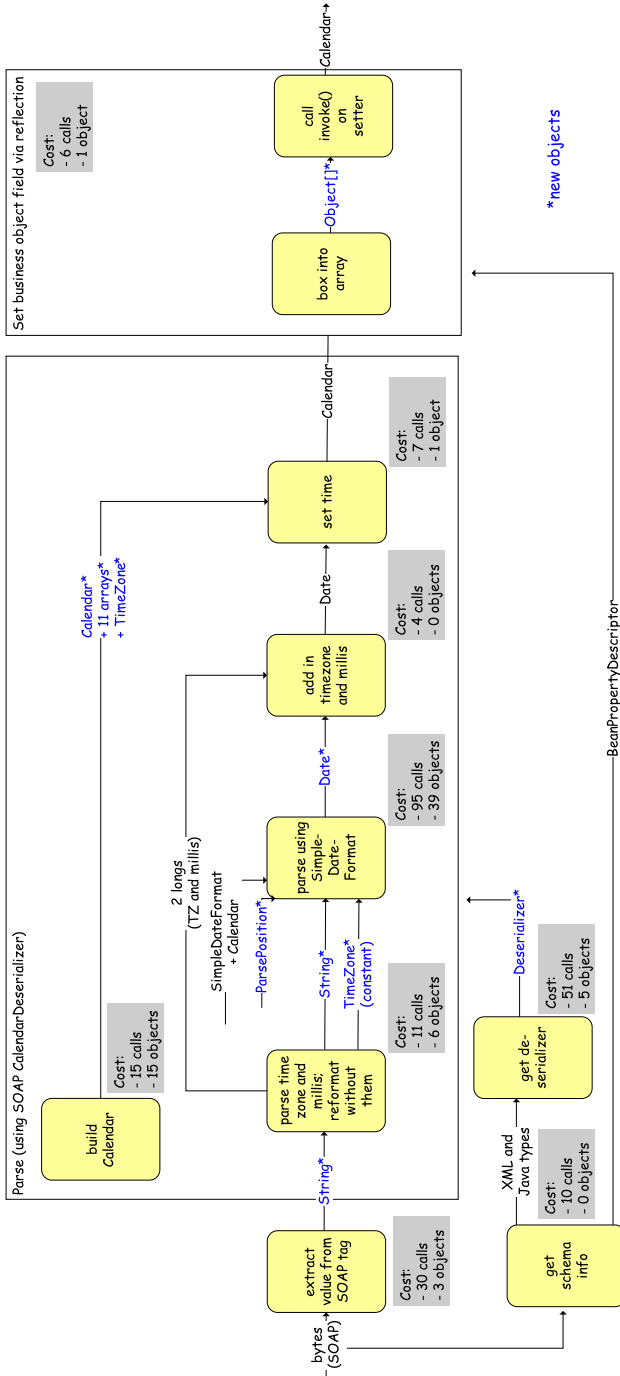 Parse (using SOAP CalendarDeserializer)
build
Calendar
Cost:
- 15 calls
- 15 objects
Calendar*
+ 11 arrays*
+ TimeZone*
2 longs
(TZ and millis)
SimpleDateFormat
+ Calendar
ParsePosition*
bytes
(SOAP)
extract
value from
SOAP tag
Cost:
- 30 calls
- 3 objects
String*
parse time
zone and
millis;
reformat
without
them
Cost:
- 11 calls
- 6 objects
String*
TimeZone*
(constant)
parse using
Simple-
Date-
Format
Cost:
- 95 calls
- 39 objects
Date*
add in
timezone
and millis
Cost:
- 4 calls
- 0 objects
Date
set time
Cost:
- 7 calls
- 1 object
Calendar
Set business object field via reflection
Cost:
- 6 calls
- 1 object
box into
array
Object[]*
call
invoke()
on
setter
Calendar
get
schema
info
Cost:
- 10 calls
- 0 objects
XML and
Java types
get de-
serializer
Cost:
- 51 calls
- 5 objects
Deserializer*
BeanPropertyDescriptor
*new objects